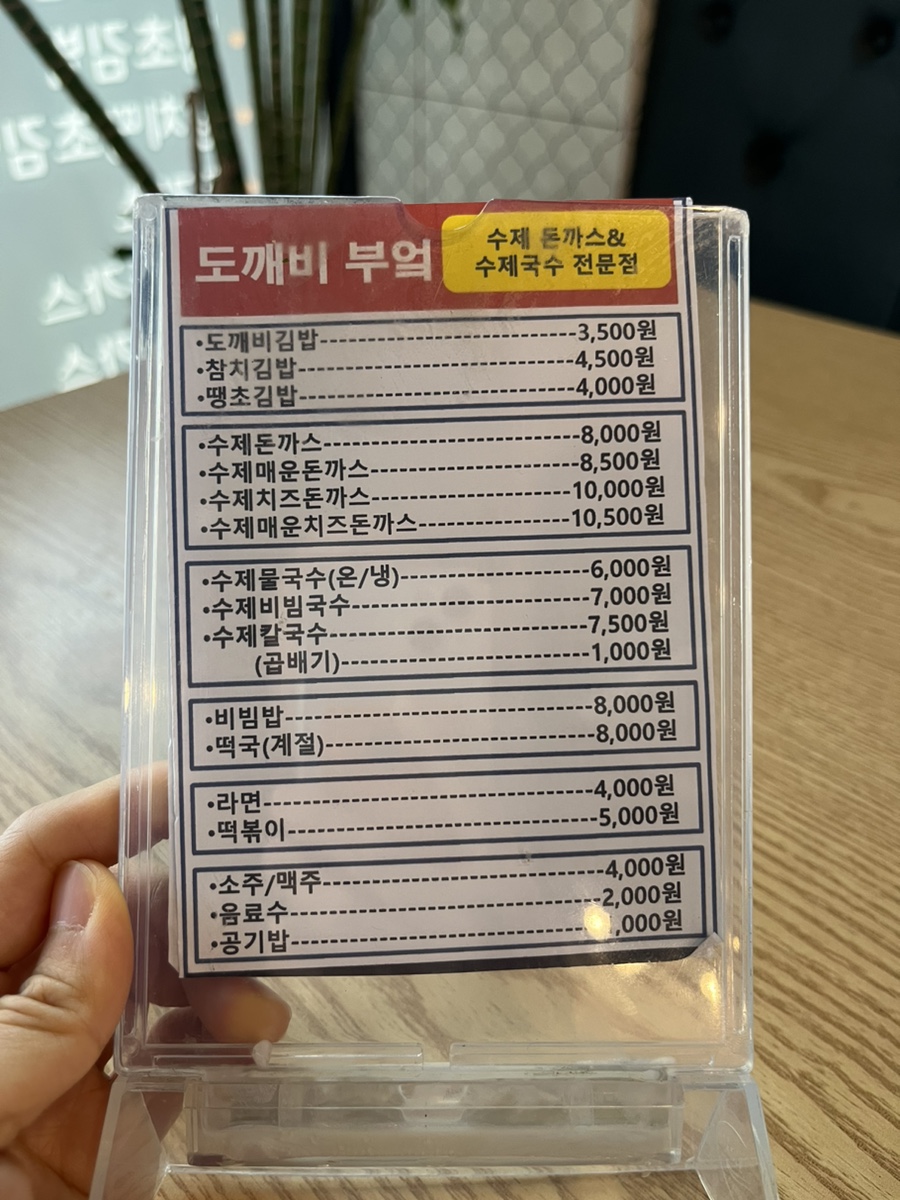 도깨비 부엌
수제 돈까스&
수제국수 전문점
•도깨비김밥--------------------------3,500원
•참치김밥----------------------------4,500원
•땡초김밥----------------------------4,000원
•수제돈까스--------------------------8,000원
•수제매운돈까스---------------------8,500원
•수제치즈돈까스--------------------10,000원
•수제매운치즈돈까스---------------10,500원
•수제물국수(온/냉)-------------------6,000원
•수제비빔국수------------------------7,000원
•수제칼국수--------------------------7,500원
(곱배기)-------------------------1,000원
•비빔밥-------------------------------8,000원
•떡국(계절)---------------------------8,000원
•라면---------------------------------4,000원
•떡볶이-------------------------------5,000원
•소주/맥주----------------------------4,000원
•음료수-------------------------------2,000원
•공기밥-------------------------------,000원